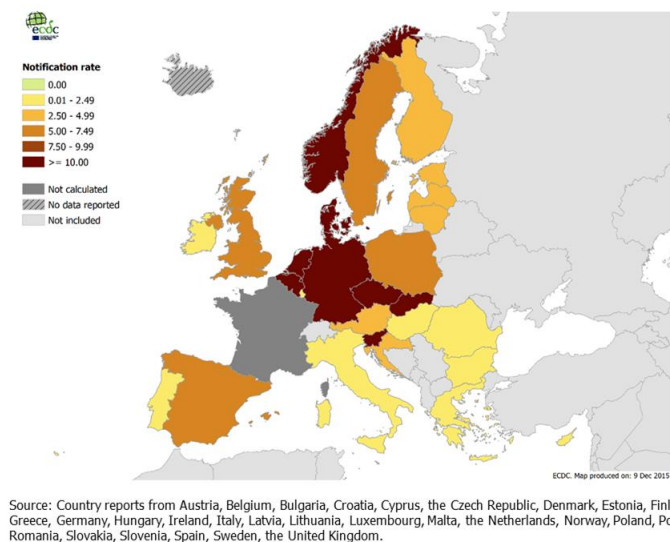 ecdc
Notification rate
0.00
0.01 - 2.49
2.50 - 4.99
5.00 - 7.49
7.50 - 9.99
>= 10.00
Not calculated
No data reported
Not included
ECDC. Map produced on: 9 Dec 2015
Source: Country reports from Austria, Belgium, Bulgaria, Croatia, Cyprus, the Czech Republic, Denmark, Estonia, Finl
Greece, Germany, Hungary, Ireland, Italy, Latvia, Lithuania, Luxembourg, Malta, the Netherlands, Norway, Poland, Po
Romania, Slovakia, Slovenia, Spain, Sweden, the United Kingdom.